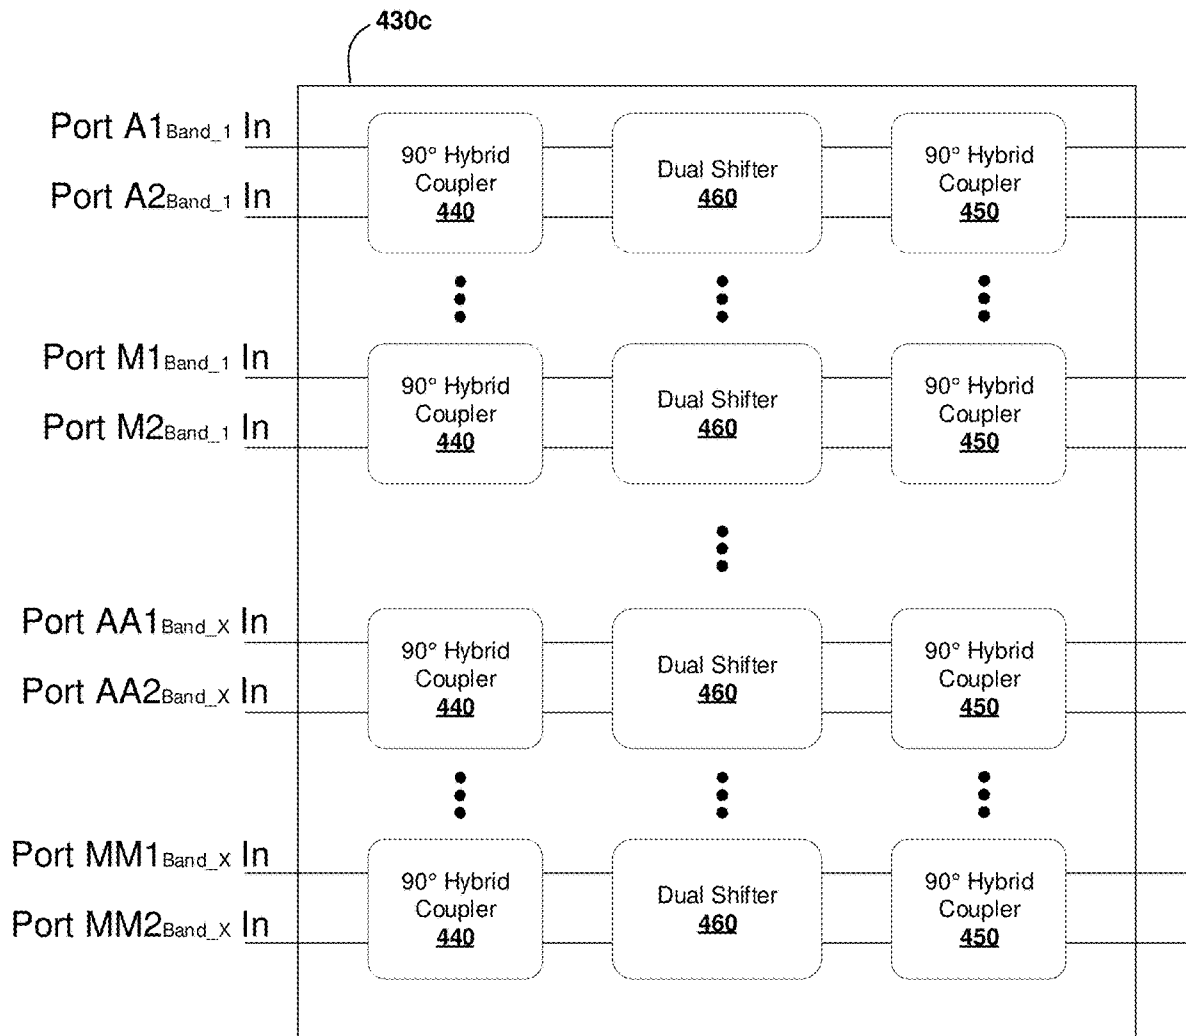 430c
Port A1Band_1 In
Port A2Band_1 In
90° Hybrid
Coupler
440
Dual Shifter
460
90° Hybrid
Coupler
450
Port M1Band_1 In
Port M2Band_1 In
90° Hybrid
Coupler
440
Dual Shifter
460
90° Hybrid
Coupler
450
Port AA1Band_X In
Port AA2Band_X In
90° Hybrid
Coupler
440
Dual Shifter
460
90° Hybrid
Coupler
450
Port MM1Band_X In
Port MM2Band_X In
90° Hybrid
Coupler
440
Dual Shifter
460
90° Hybrid
Coupler
450